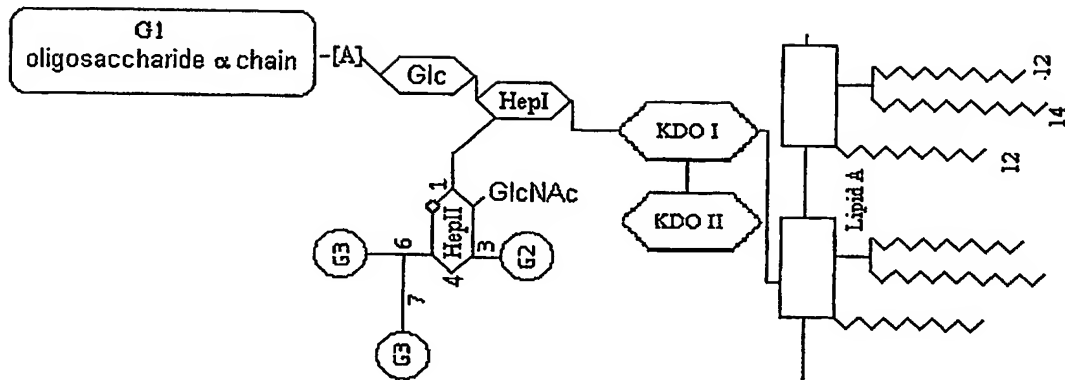 G1
oligosaccharide α chain
-[A]
Glc
HepI
KDO I
KDO II
Lipid A
12
14
12
1
GlcNAc
HepII
G3
6
3
4
G2
7
G3